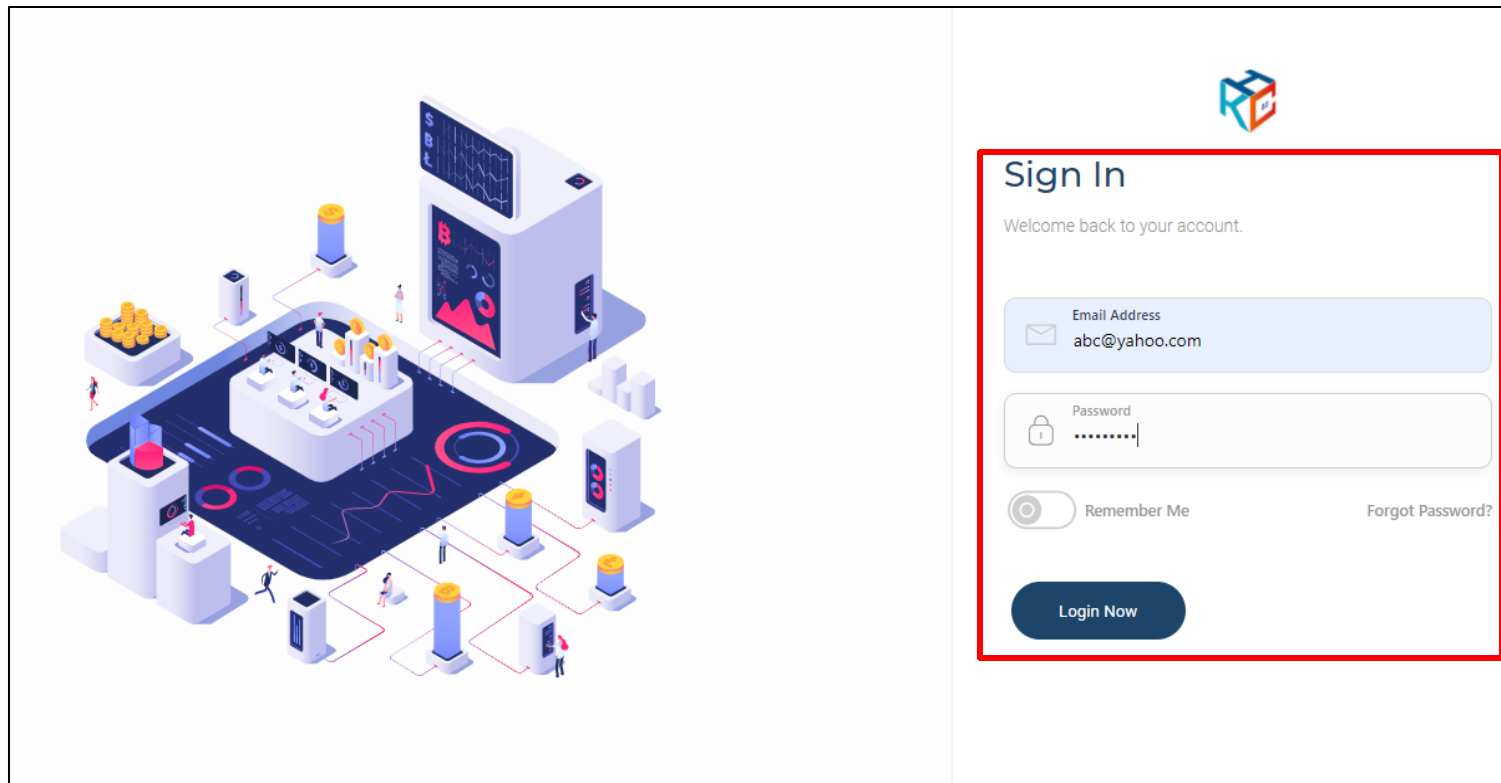 Sign In
Welcome back to your account.
Email Address
abc@yahoo.com
Password
•••••••••
Remember Me
Forgot Password?
Login Now